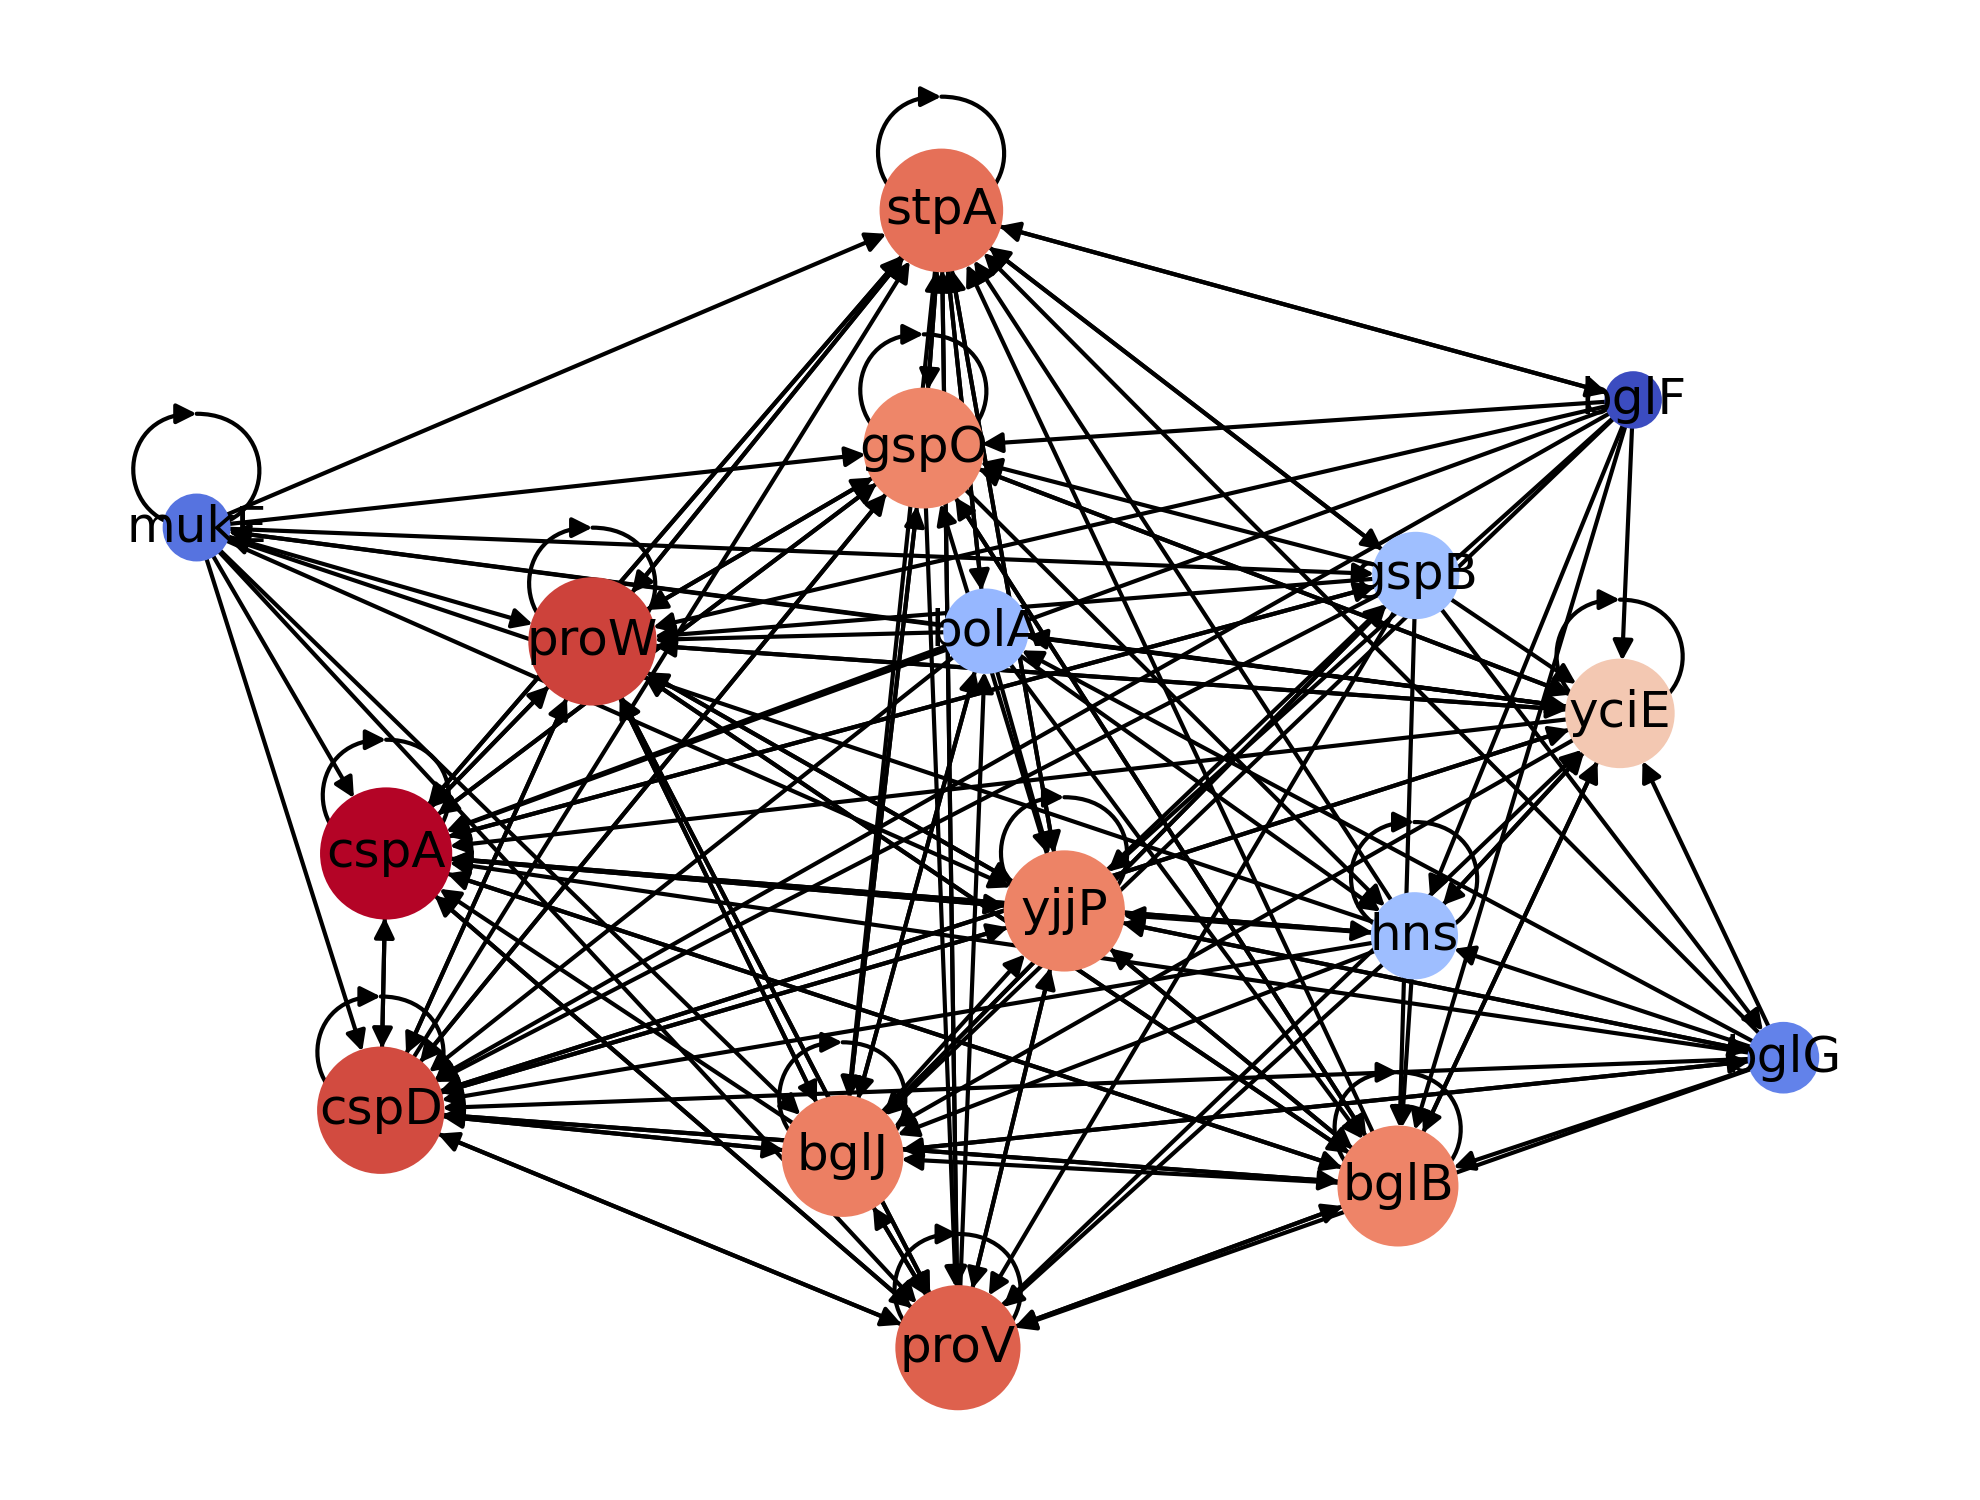 stpA
bglF
gspO
mukF
gspB
proW
bolA
yciE
cspA
yjjP
hns
bglG
cspD
bglJ
bglB
proV